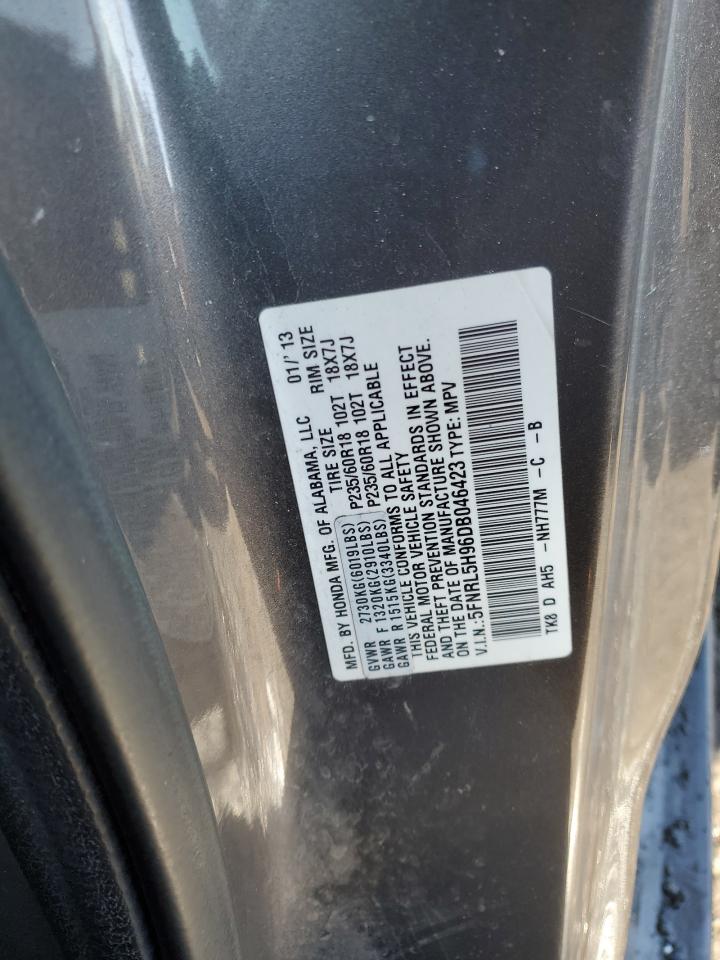 MFD. BY HONDA MFG. OF ALABAMA, LLC 01/'13
TIRE SIZE RIM SIZE
GVWR 2730KG(6019LBS)
GAWR F 1320KG(2910LBS) P235/60R18 102T 18X7J
GAWR R 1515KG(3340LBS) P235/60R18 102T 18X7J
THIS VEHICLE CONFORMS TO ALL APPLICABLE
FEDERAL MOTOR VEHICLE SAFETY
AND THEFT PREVENTION STANDARDS IN EFFECT
ON THE DATE OF MANUFACTURE SHOWN ABOVE.
V.I.N.:5FNRL5H96DB046423 TYPE: MPV
TK8 D AH5 -NH777M -C -B